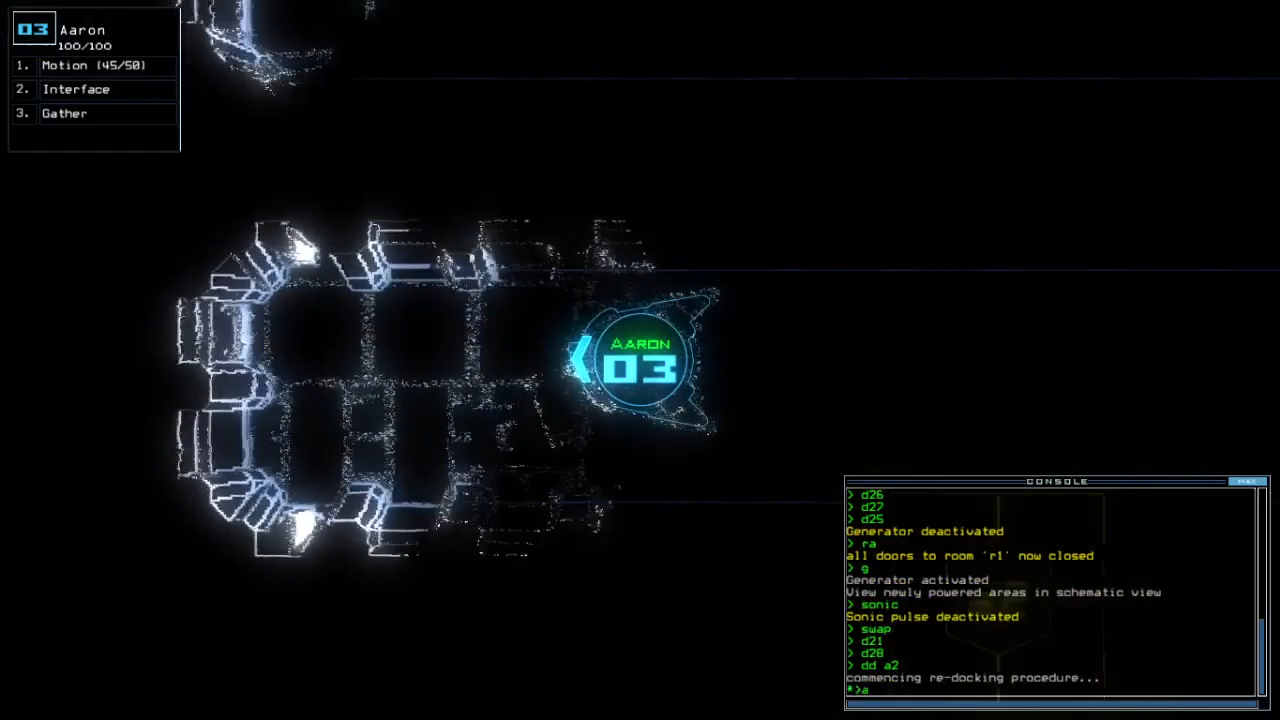 03 Aaron
100/100
1. Motion (45/50)
2. Interface
3. Gather
AARON
03
CONSOLE
MAX
> d26
> d27
> d25
Generator deactivated
> ra
all doors to room 'r1' now closed
> g
Generator activated
View newly powered areas in schematic view
> sonic
Sonic pulse deactivated
> swap
> d21
> d28
> dd a2
commencing re-docking procedure...
*>a